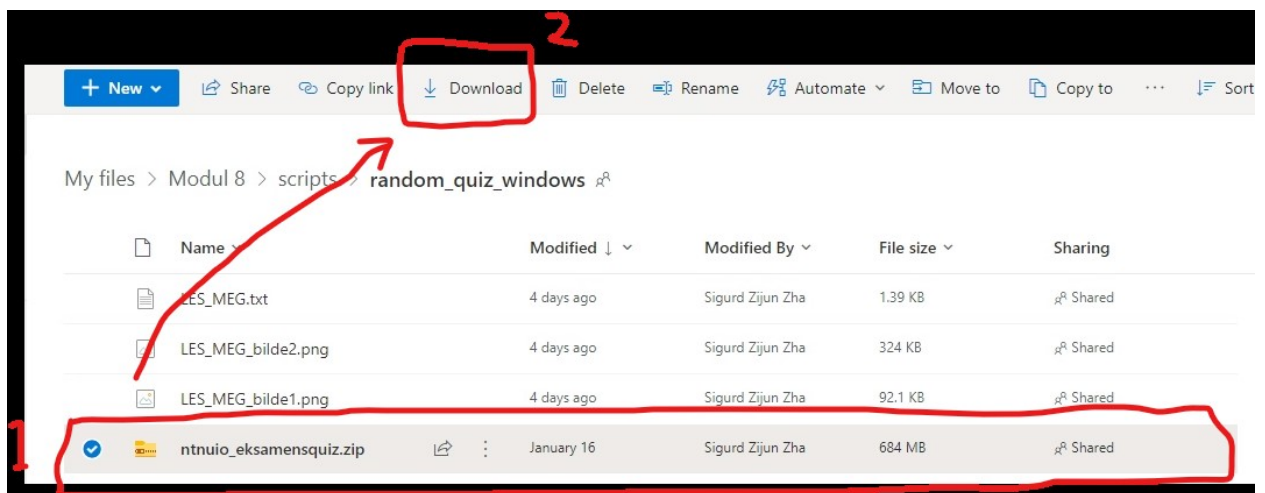 2
New Share Copy link Download Delete Rename Automate Move to Copy to ... Sort
My files > Modul 8 > scripts > random_quiz_windows
Name Modified ↓ Modified By File size Sharing
LES_MEG.txt 4 days ago Sigurd Zijun Zha 1.39 KB Shared
LES_MEG_bilde2.png 4 days ago Sigurd Zijun Zha 324 KB Shared
LES_MEG_bilde1.png 4 days ago Sigurd Zijun Zha 92.1 KB Shared
1 ntnuio_eksamensquiz.zip January 16 Sigurd Zijun Zha 684 MB Shared